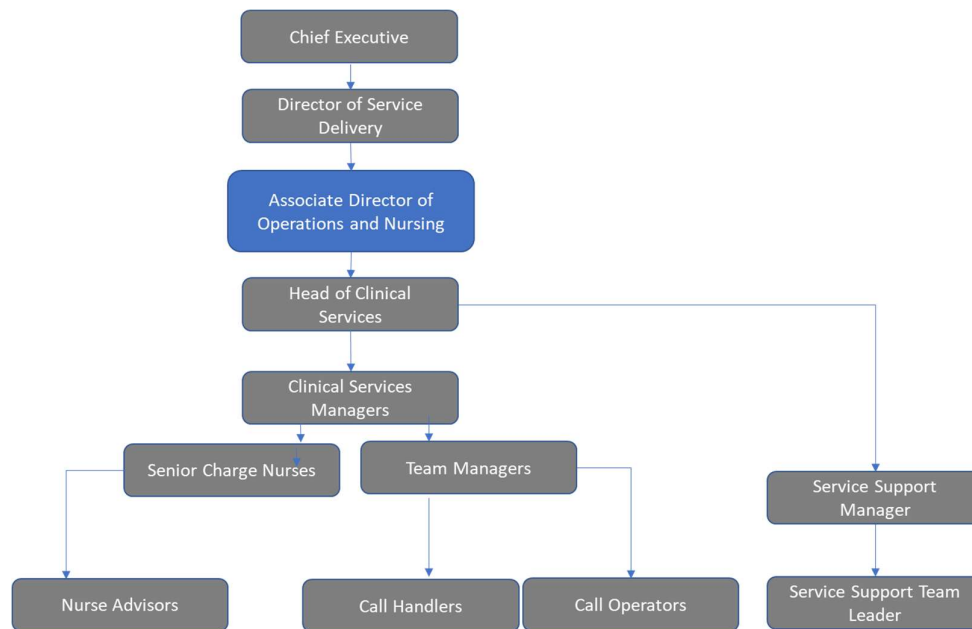 Chief Executive
Director of Service
Delivery
Associate Director of
Operations and Nursing
Head of Clinical
Services
Clinical Services
Managers
Senior Charge Nurses
Team Managers
Service Support
Manager
Nurse Advisors
Call Handlers
Call Operators
Service Support Team
Leader